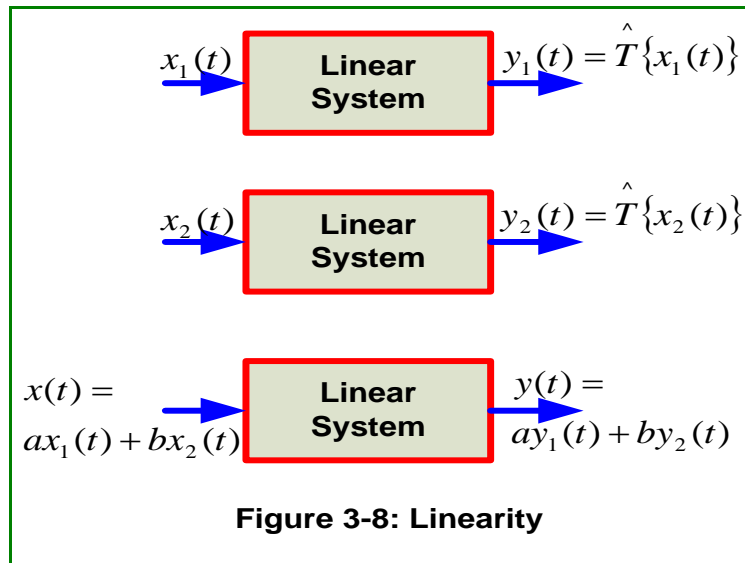 x₁(t) Linear System y₁(t) = T̂{x₁(t)}
x₂(t) Linear System y₂(t) = T̂{x₂(t)}
x(t) =
ax₁(t) + bx₂(t)
Linear
System
y(t) =
ay₁(t) + by₂(t)
Figure 3-8: Linearity